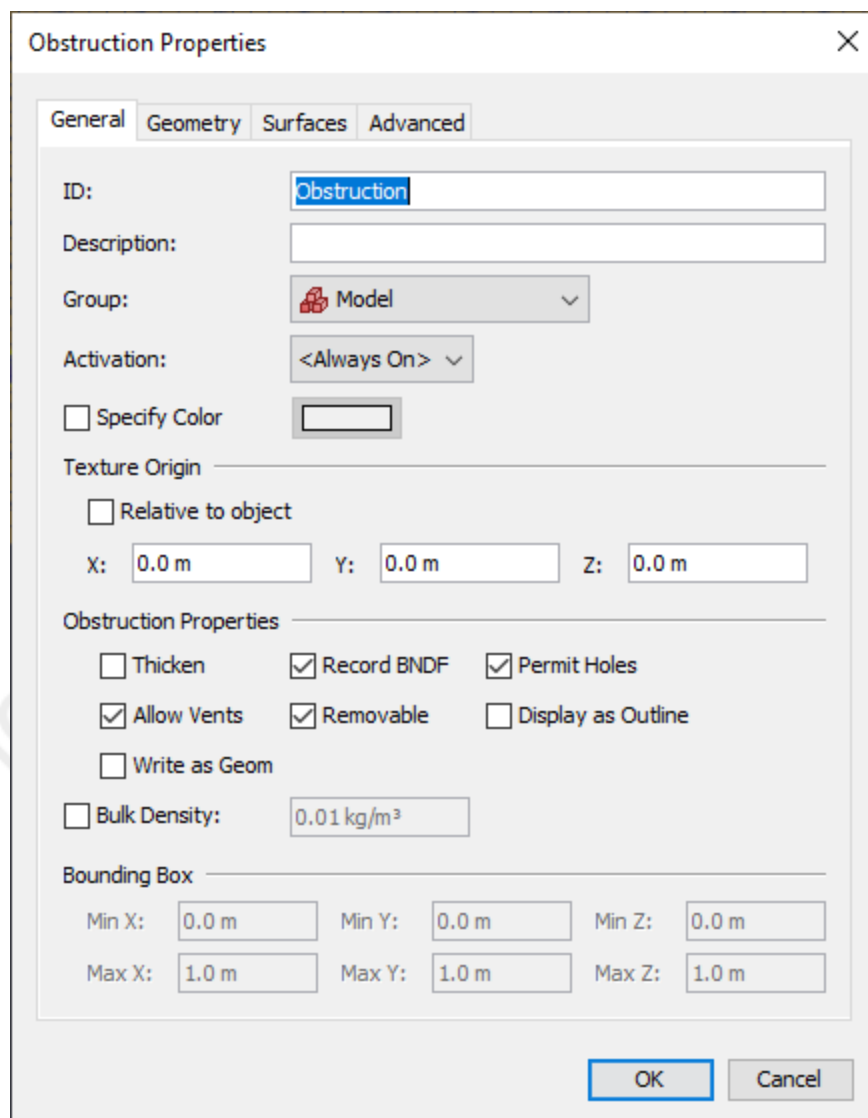 Obstruction Properties
General Geometry Surfaces Advanced
ID: Obstruction
Description:
Group: Model
Activation: <Always On>
Specify Color
Texture Origin
Relative to object
X: 0.0 m Y: 0.0 m Z: 0.0 m
Obstruction Properties
Thicken Record BNDF Permit Holes
Allow Vents Removable Display as Outline
Write as Geom
Bulk Density: 0.01 kg/m³
Bounding Box
Min X: 0.0 m Min Y: 0.0 m Min Z: 0.0 m
Max X: 1.0 m Max Y: 1.0 m Max Z: 1.0 m
OK Cancel